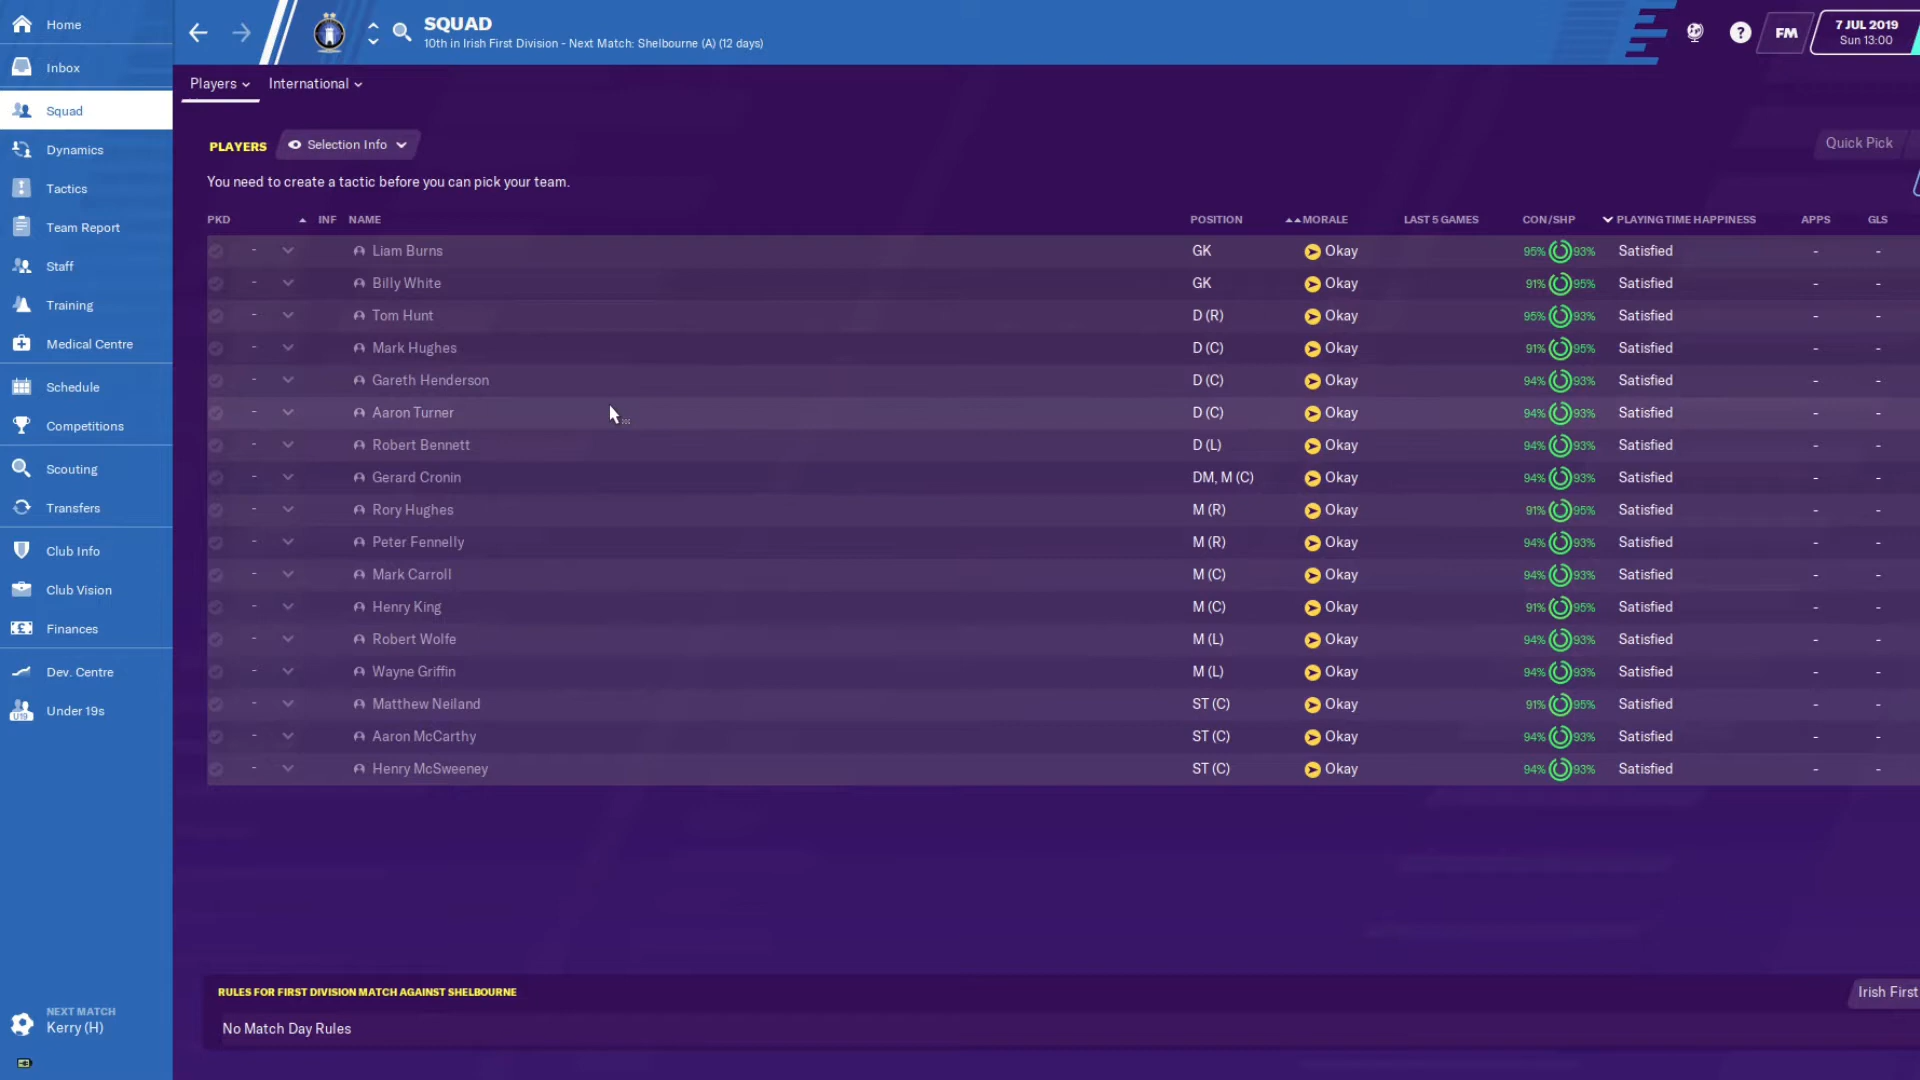 Home
Inbox
Squad
Dynamics
Tactics
Team Report
Staff
Training
Medical Centre
Schedule
Competitions
Scouting
Transfers
Club Info
Club Vision
Finances
Dev. Centre
U19 Under 19s
NEXT MATCH
Kerry (H)
SQUAD
10th in Irish First Division - Next Match: Shelbourne (A) (12 days)
? FM 7 JUL 2019
Sun 13:00
Players International
PLAYERS Selection Info Quick Pick
You need to create a tactic before you can pick your team.
PKD INF NAME POSITION MORALE LAST 5 GAMES CON/SHP PLAYING TIME HAPPINESS APPS GLS
- Liam Burns GK Okay 95% 93% Satisfied - -
- Billy White GK Okay 91% 95% Satisfied - -
- Tom Hunt D (R) Okay 95% 93% Satisfied - -
- Mark Hughes D (C) Okay 91% 95% Satisfied - -
- Gareth Henderson D (C) Okay 94% 93% Satisfied - -
- Aaron Turner D (C) Okay 94% 93% Satisfied - -
- Robert Bennett D (L) Okay 94% 93% Satisfied - -
- Gerard Cronin DM, M (C) Okay 94% 93% Satisfied - -
- Rory Hughes M (R) Okay 91% 95% Satisfied - -
- Peter Fennelly M (R) Okay 94% 93% Satisfied - -
- Mark Carroll M (C) Okay 94% 93% Satisfied - -
- Henry King M (C) Okay 91% 95% Satisfied - -
- Robert Wolfe M (L) Okay 94% 93% Satisfied - -
- Wayne Griffin M (L) Okay 94% 93% Satisfied - -
- Matthew Neiland ST (C) Okay 91% 95% Satisfied - -
- Aaron McCarthy ST (C) Okay 94% 93% Satisfied - -
- Henry McSweeney ST (C) Okay 94% 93% Satisfied - -
RULES FOR FIRST DIVISION MATCH AGAINST SHELBOURNE Irish First
No Match Day Rules